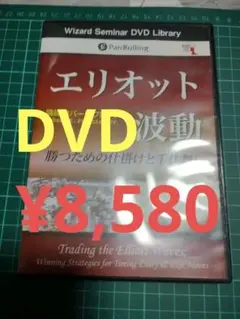 Wizard Seminar DVD Library
PanRolling
エリオット
波動
DVD
勝つための仕掛けと手仕舞い
¥8,580
Trading the Elliott Waves;
Winning Strategies for Timing Entry & Exit Moves